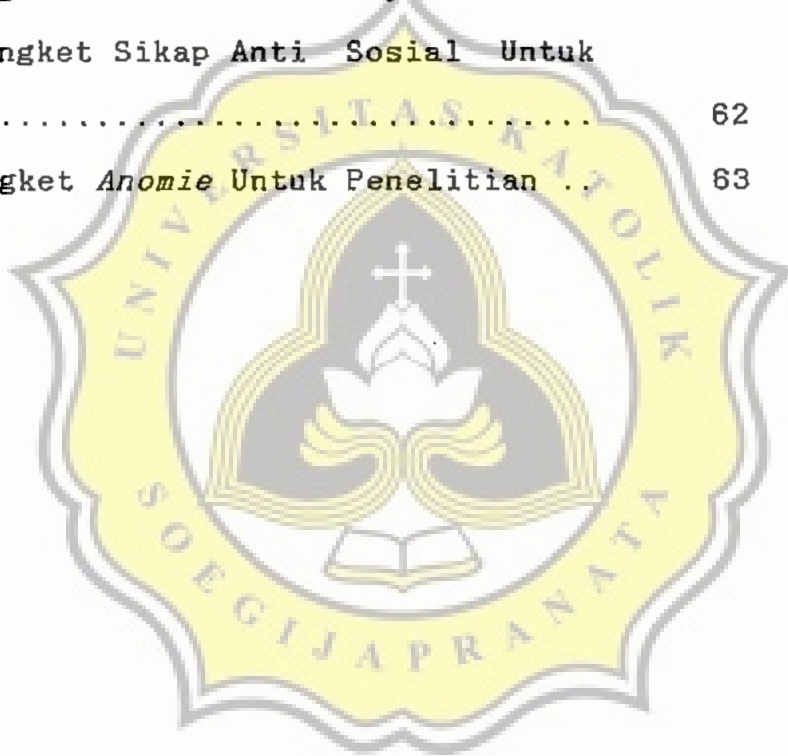 ngket Sikap Anti Sosial Untuk
.................................. 62
gket Anomie Untuk Penelitian .. 63
UNIVERSITAS KATOLIK
SOEGIJAPRANATA